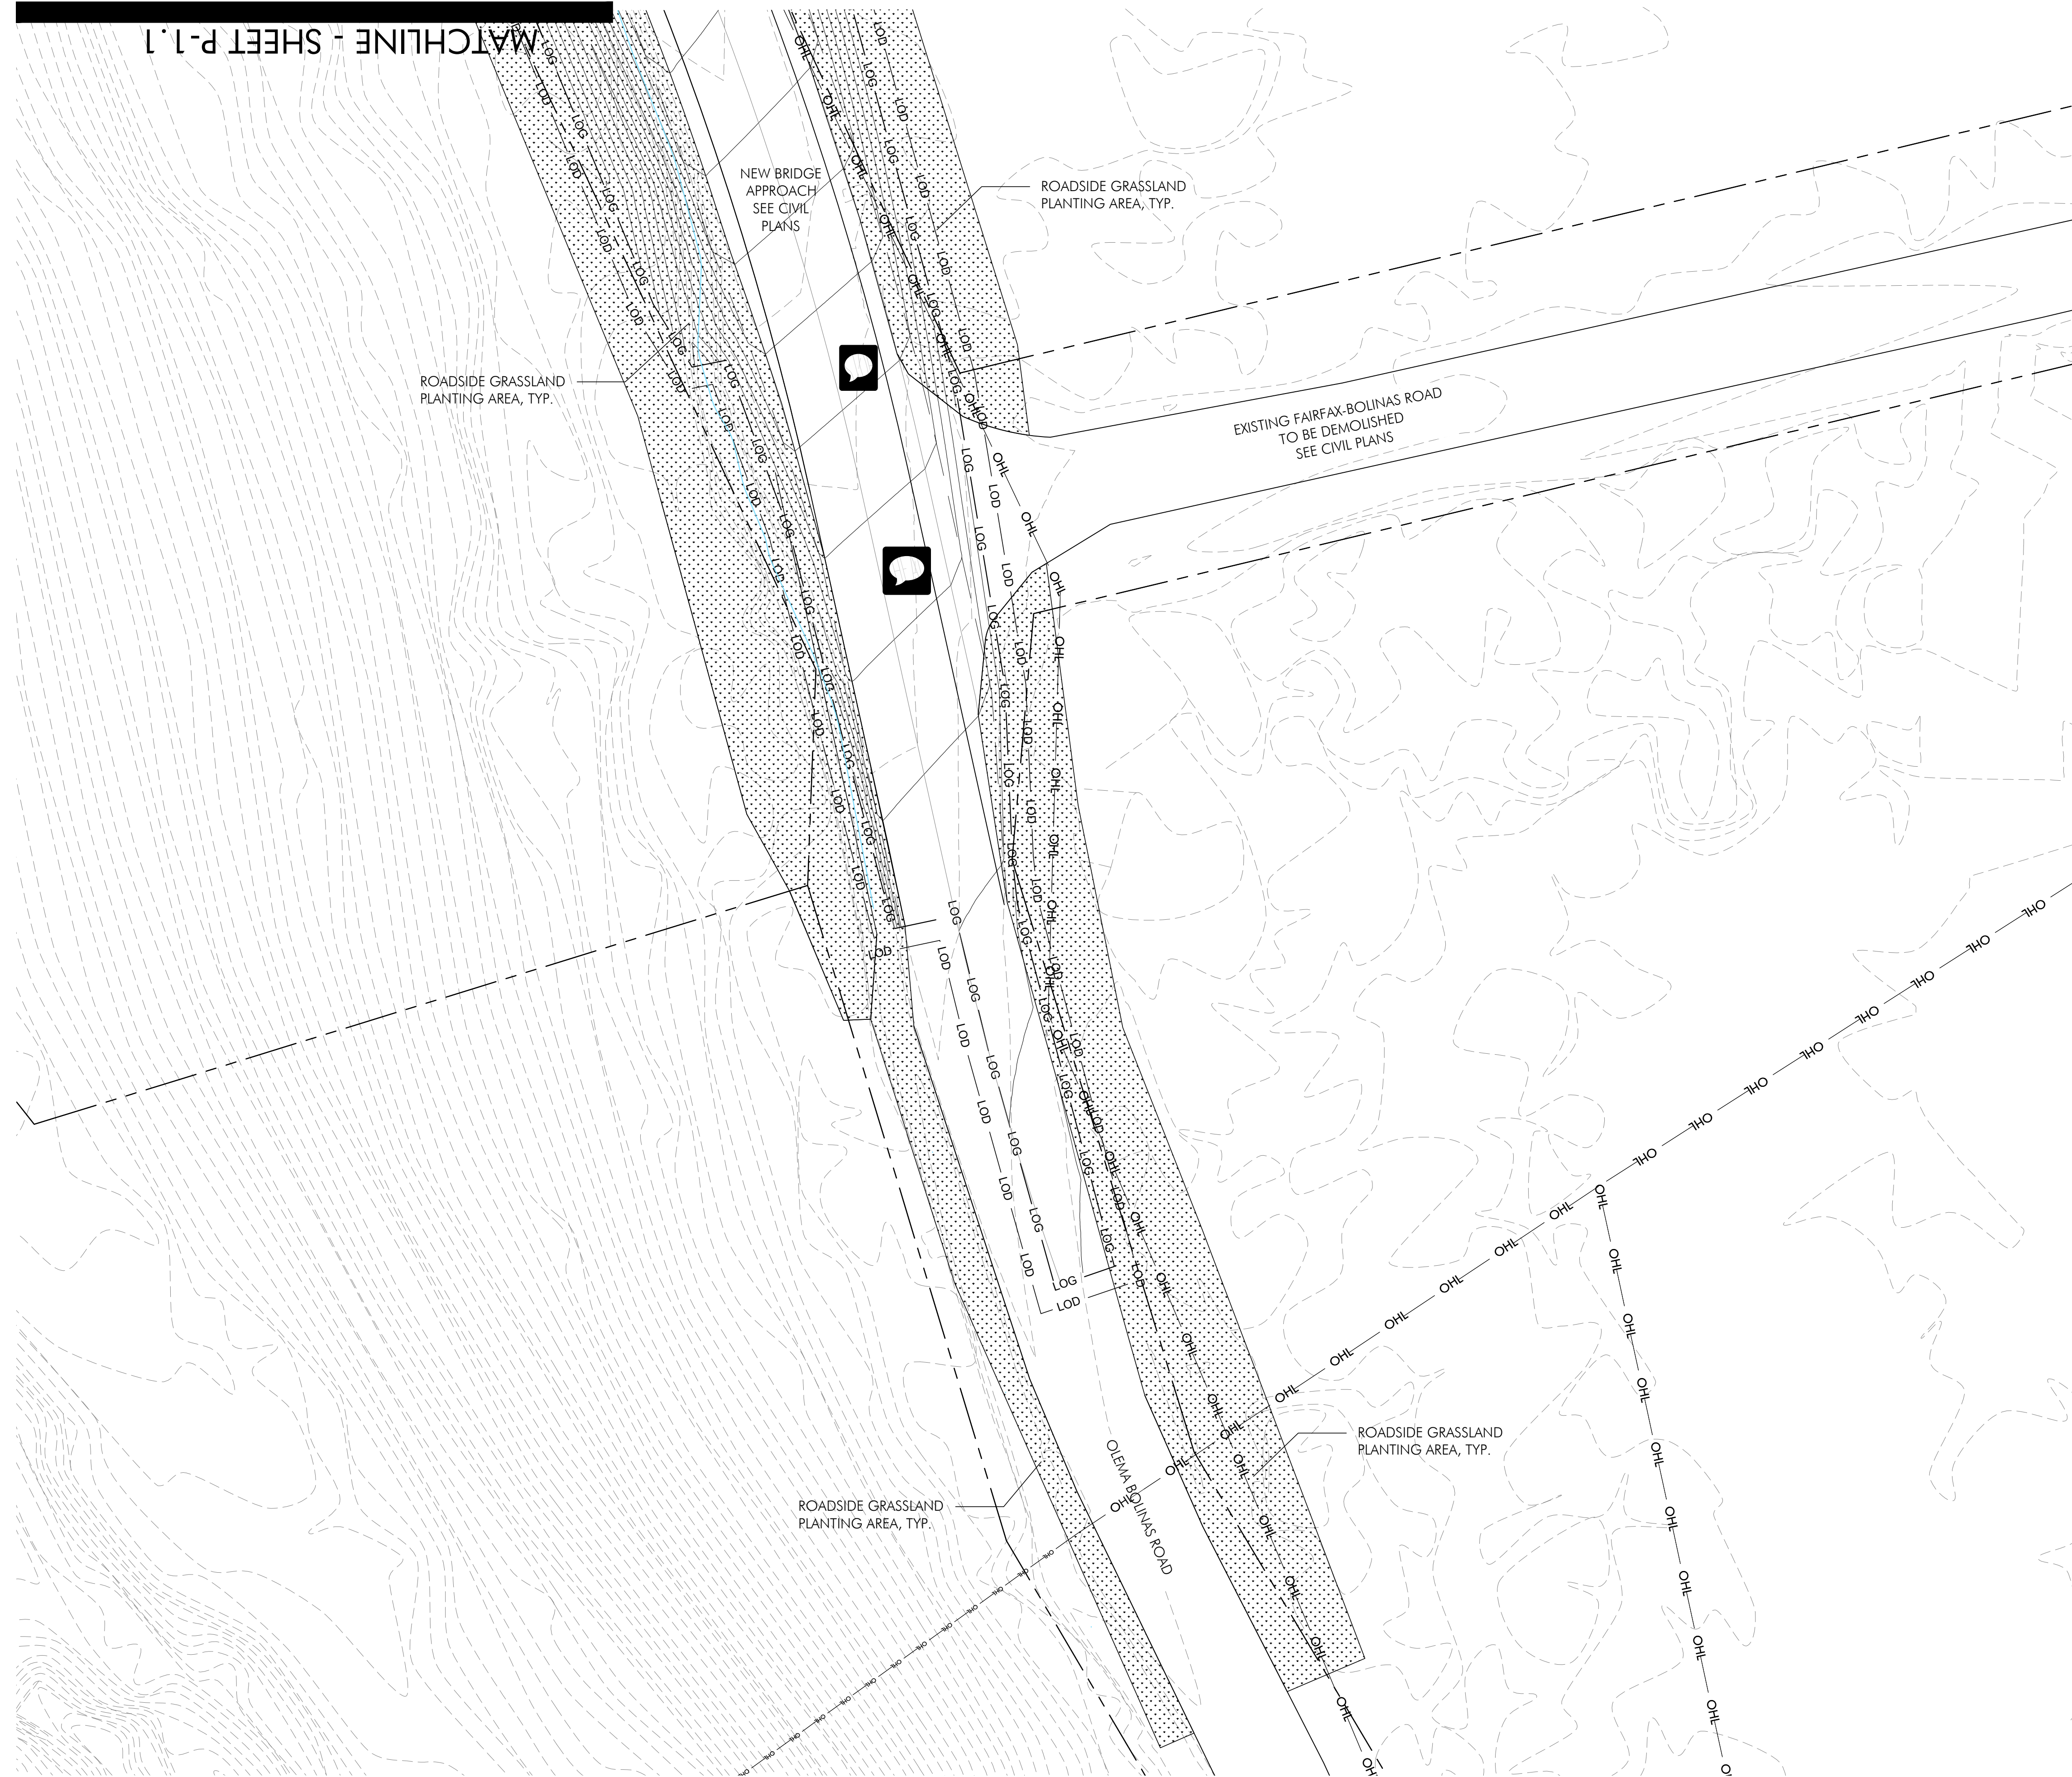 MATCHLINE - SHEET P-1.1
NEW BRIDGE
APPROACH
SEE CIVIL
PLANS
ROADSIDE GRASSLAND
PLANTING AREA, TYP.
ROADSIDE GRASSLAND
PLANTING AREA, TYP.
EXISTING FAIRFAX-BOLINAS ROAD
TO BE DEMOLISHED
SEE CIVIL PLANS
ROADSIDE GRASSLAND
PLANTING AREA, TYP.
ROADSIDE GRASSLAND
PLANTING AREA, TYP.
OLEMA BOLINAS ROAD
LOG
LOD
OHL